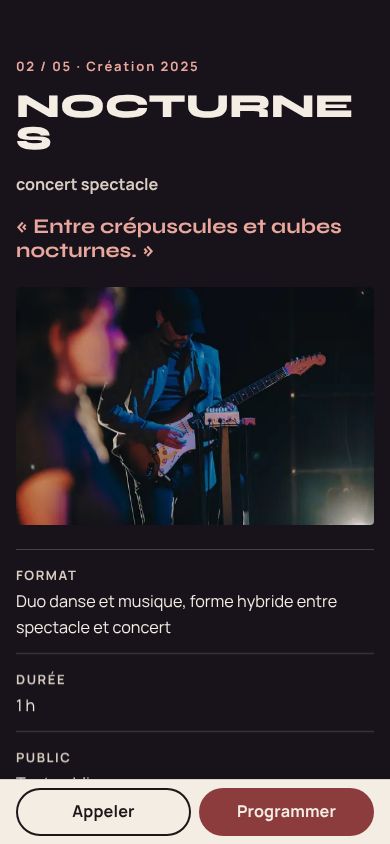 02 / 05 · Création 2025
NOCTURNE
S
concert spectacle
« Entre crépuscules et aubes
nocturnes. »
FORMAT
Duo danse et musique, forme hybride entre
spectacle et concert
DURÉE
1 h
PUBLIC
Appeler
Programmer